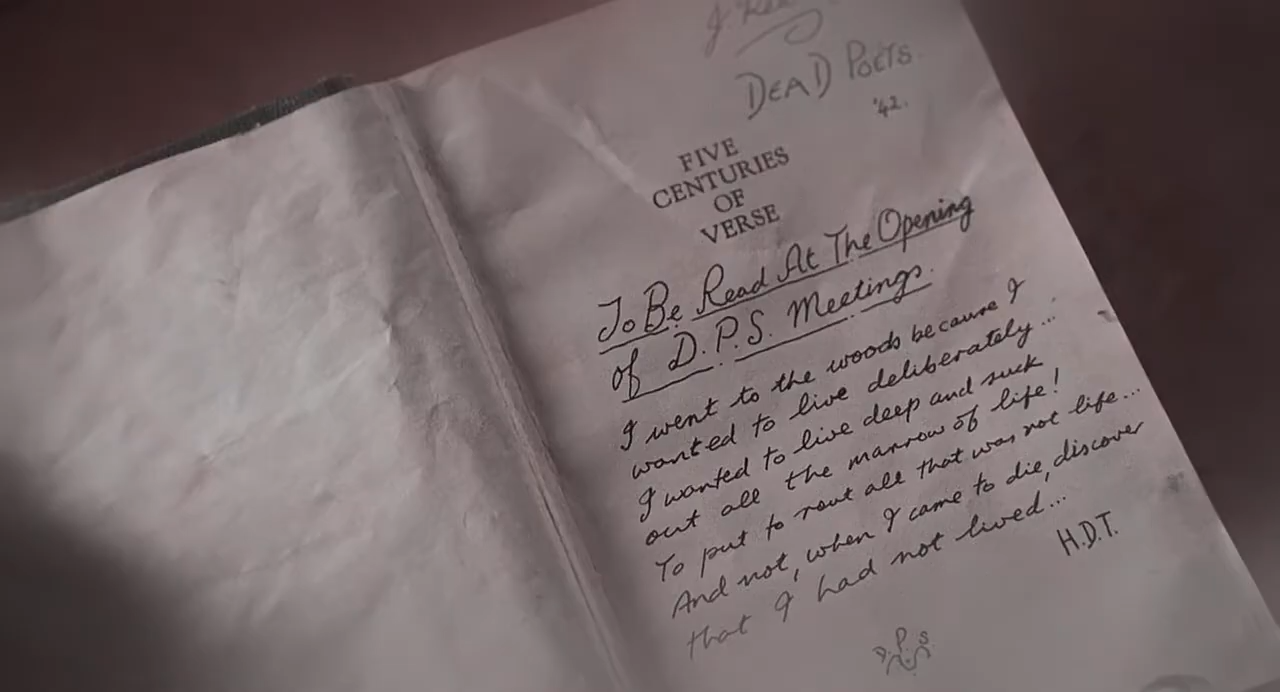 J
DEAD POETS.
'42.
FIVE
CENTURIES
OF
VERSE
To Be Read At The Opening
of D.P.S. Meetings.
I went to the woods because I
wanted to live deliberately...
I wanted to live deep and suck
out all the marrow of life!
To put to rout all that was not life...
And not, when I came to die, discover
that I had not lived...
H.D.T.
D.P.S